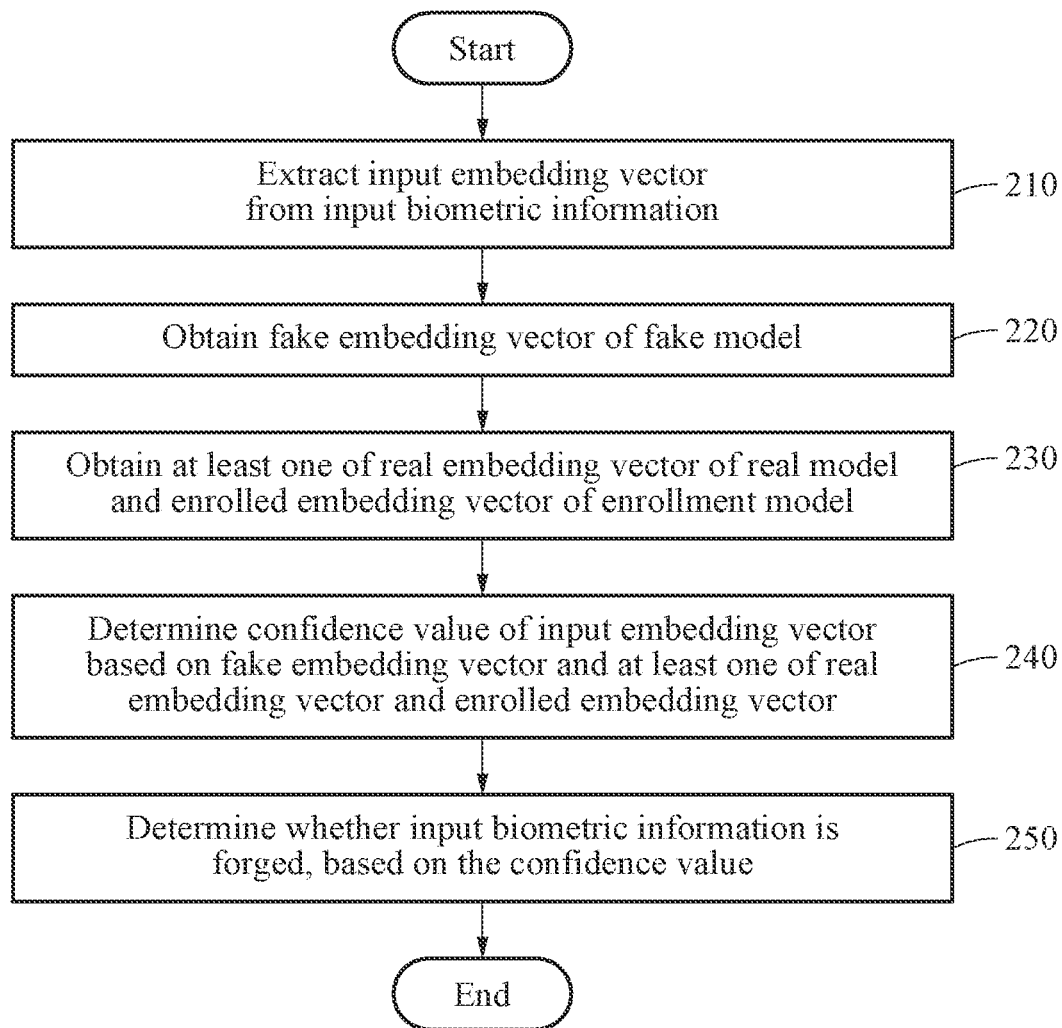 Start
Extract input embedding vector
from input biometric information
210
Obtain fake embedding vector of fake model
220
Obtain at least one of real embedding vector of real model
and enrolled embedding vector of enrollment model
230
Determine confidence value of input embedding vector
based on fake embedding vector and at least one of real
embedding vector and enrolled embedding vector
240
Determine whether input biometric information is
forged, based on the confidence value
250
End